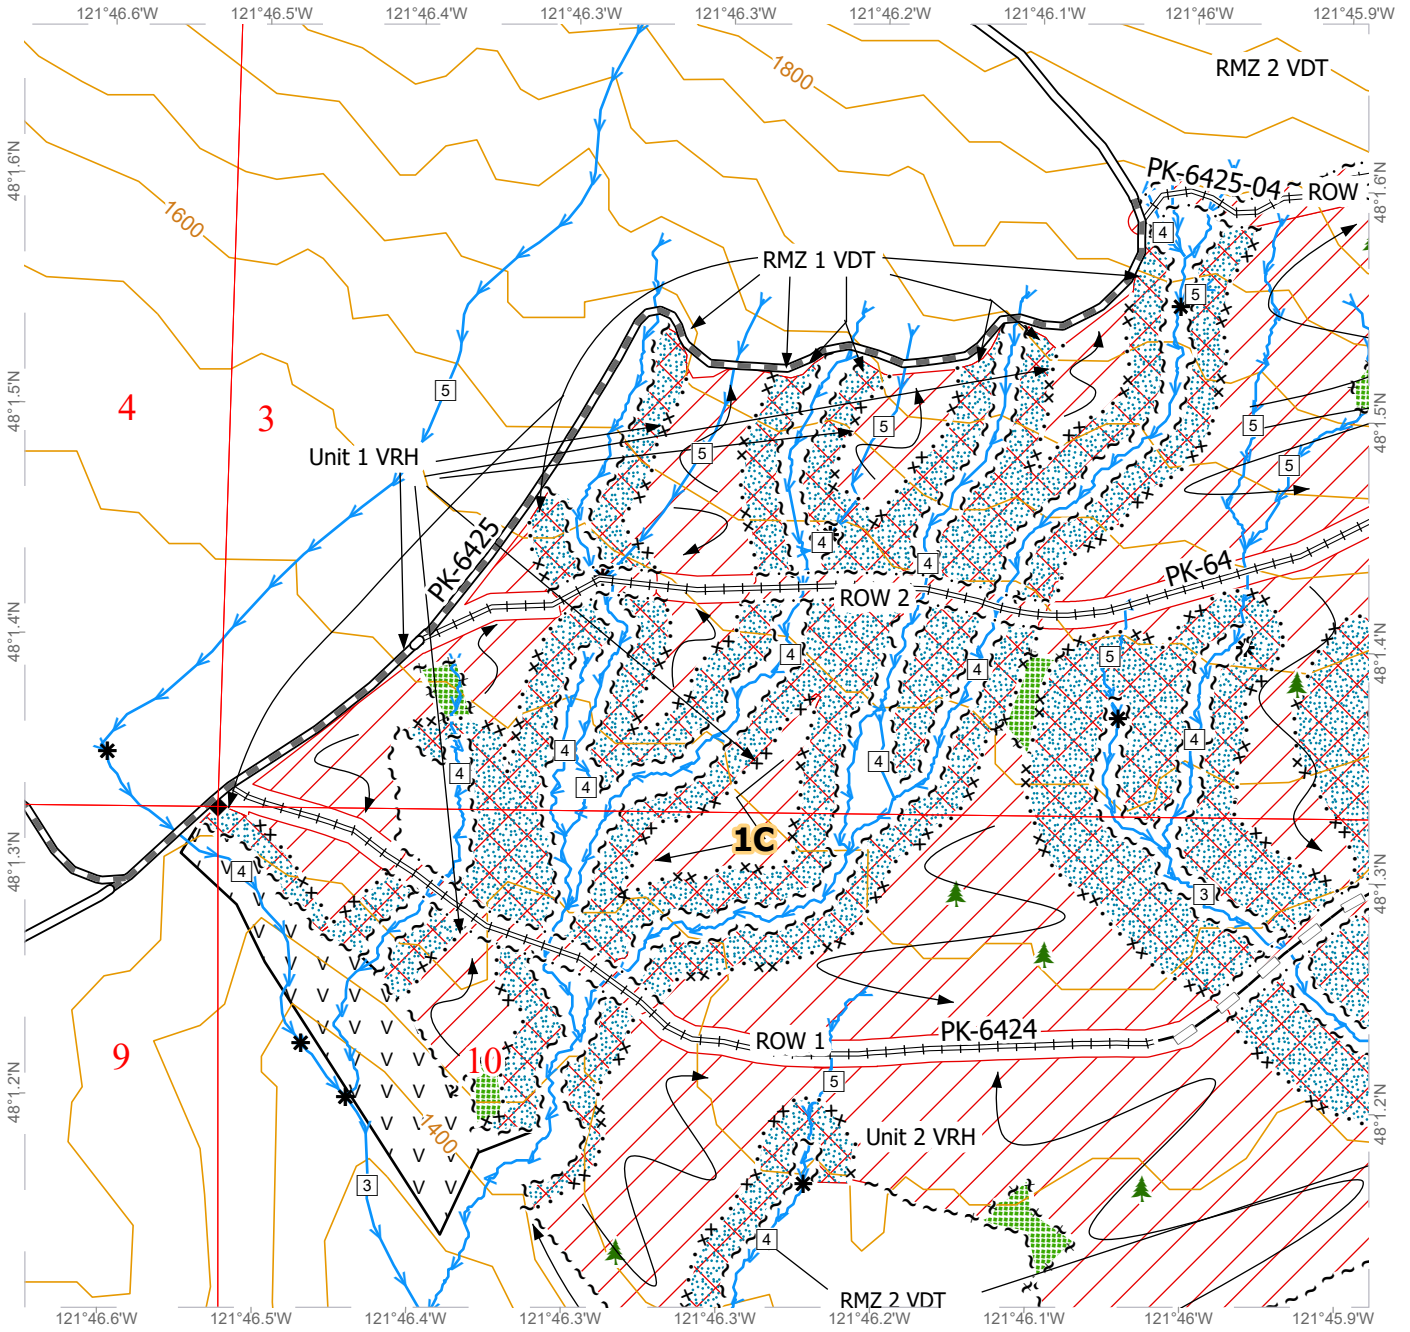 121°46.6'W 121°46.5'W 121°46.4'W 121°46.3'W 121°46.3'W 121°46.2'W 121°46.1'W 121°46'W 121°45.9'W
1800
RMZ 2 VDT
48°1.6'N
PK-6425-04
ROW
48°1.6'N
1600
4
RMZ 1 VDT
5
5
48°1.5'N
4
3
48°1.5'N
5
5
5
Unit 1 VRH
5
5
PK-6425
4
4
PK-64
ROW 2
48°1.4'N
48°1.4'N
4
5
4
4
4
4
4
4
1C
48°1.3'N
4
3
48°1.3'N
ROW 1
PK-6424
9
10
5
48°1.2'N
48°1.2'N
1400
Unit 2 VRH
3
4
RMZ 2 VDT
121°46.6'W 121°46.5'W 121°46.4'W 121°46.3'W 121°46.3'W 121°46.2'W 121°46.1'W 121°46'W 121°45.9'W